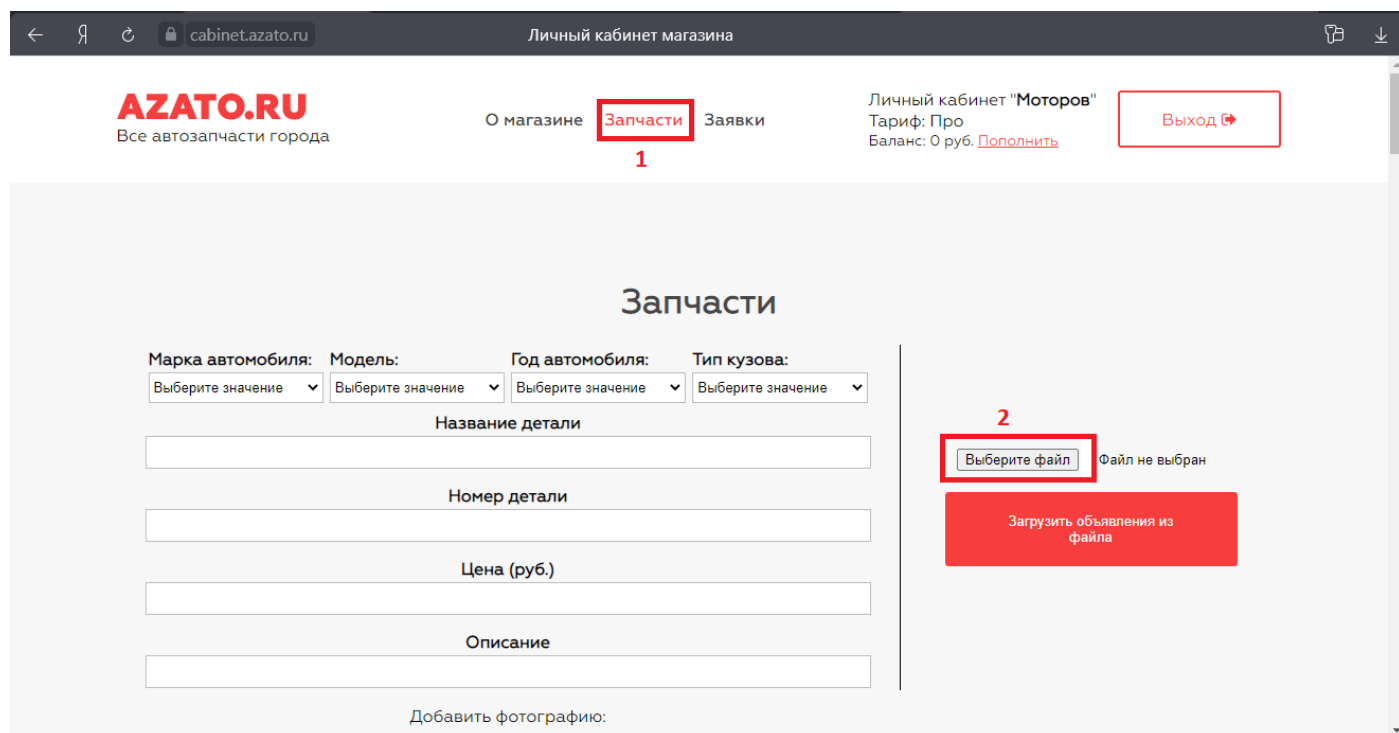 Я
cabinet.azato.ru
Личный кабинет магазина
AZATO.RU
Все автозапчасти города
О магазине Запчасти Заявки
1
Личный кабинет "Моторов"
Тариф: Про
Баланс: 0 руб. Пополнить
Выход
Запчасти
Марка автомобиля: Модель: Год автомобиля: Тип кузова:
Выберите значение Выберите значение Выберите значение Выберите значение
Название детали
Номер детали
Цена (руб.)
Описание
Добавить фотографию:
2
Выберите файл Файл не выбран
Загрузить объявления из
файла